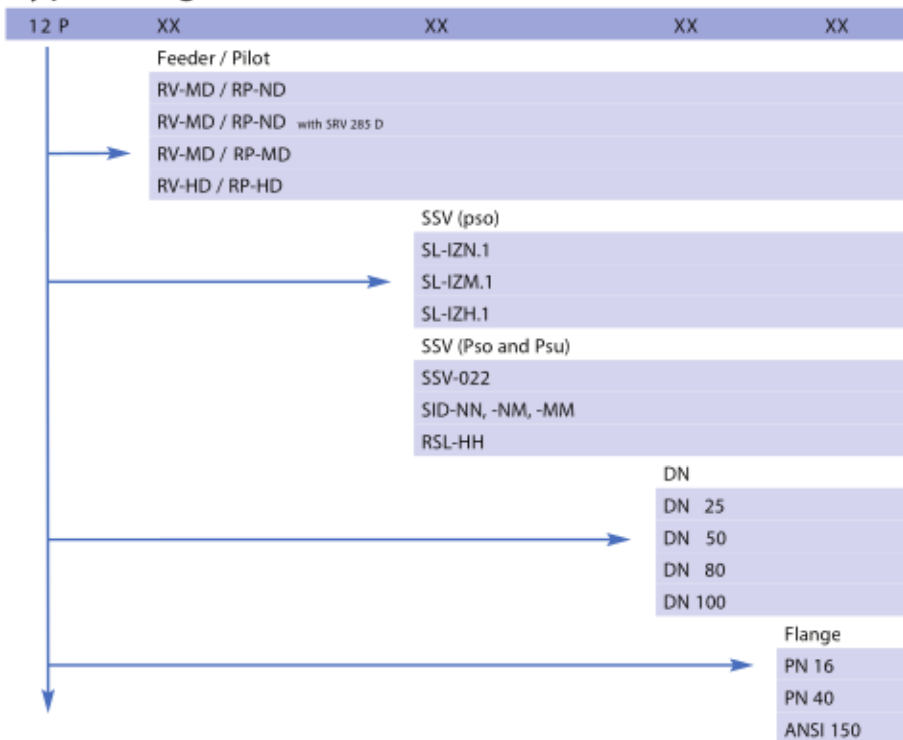 12 P XX XX XX XX
Feeder / Pilot
RV-MD / RP-ND
RV-MD / RP-ND with SRV 285 D
RV-MD / RP-MD
RV-HD / RP-HD
SSV (pso)
SL-IZN.1
SL-IZM.1
SL-IZH.1
SSV (Pso and Psu)
SSV-022
SID-NN, -NM, -MM
RSL-HH
DN
DN 25
DN 50
DN 80
DN 100
Flange
PN 16
PN 40
ANSI 150